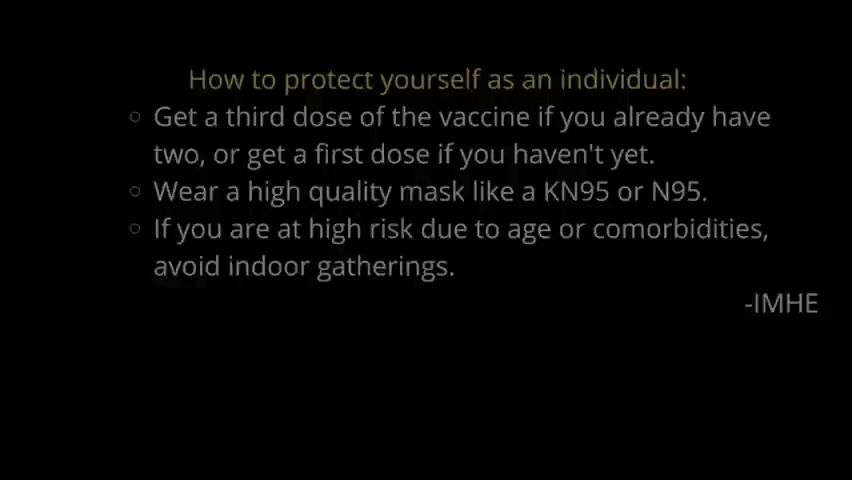 How to protect yourself as an individual:
Get a third dose of the vaccine if you already have
two, or get a first dose if you haven't yet.
Wear a high quality mask like a KN95 or N95.
If you are at high risk due to age or comorbidities,
avoid indoor gatherings.
-IMHE